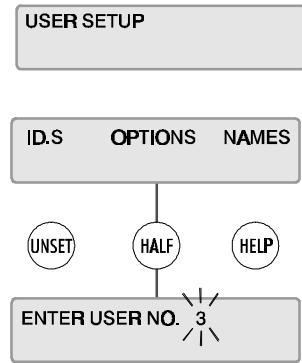 USER SETUP
ID.S OPTIONS NAMES
UNSET HALF HELP
ENTER USER NO. 3